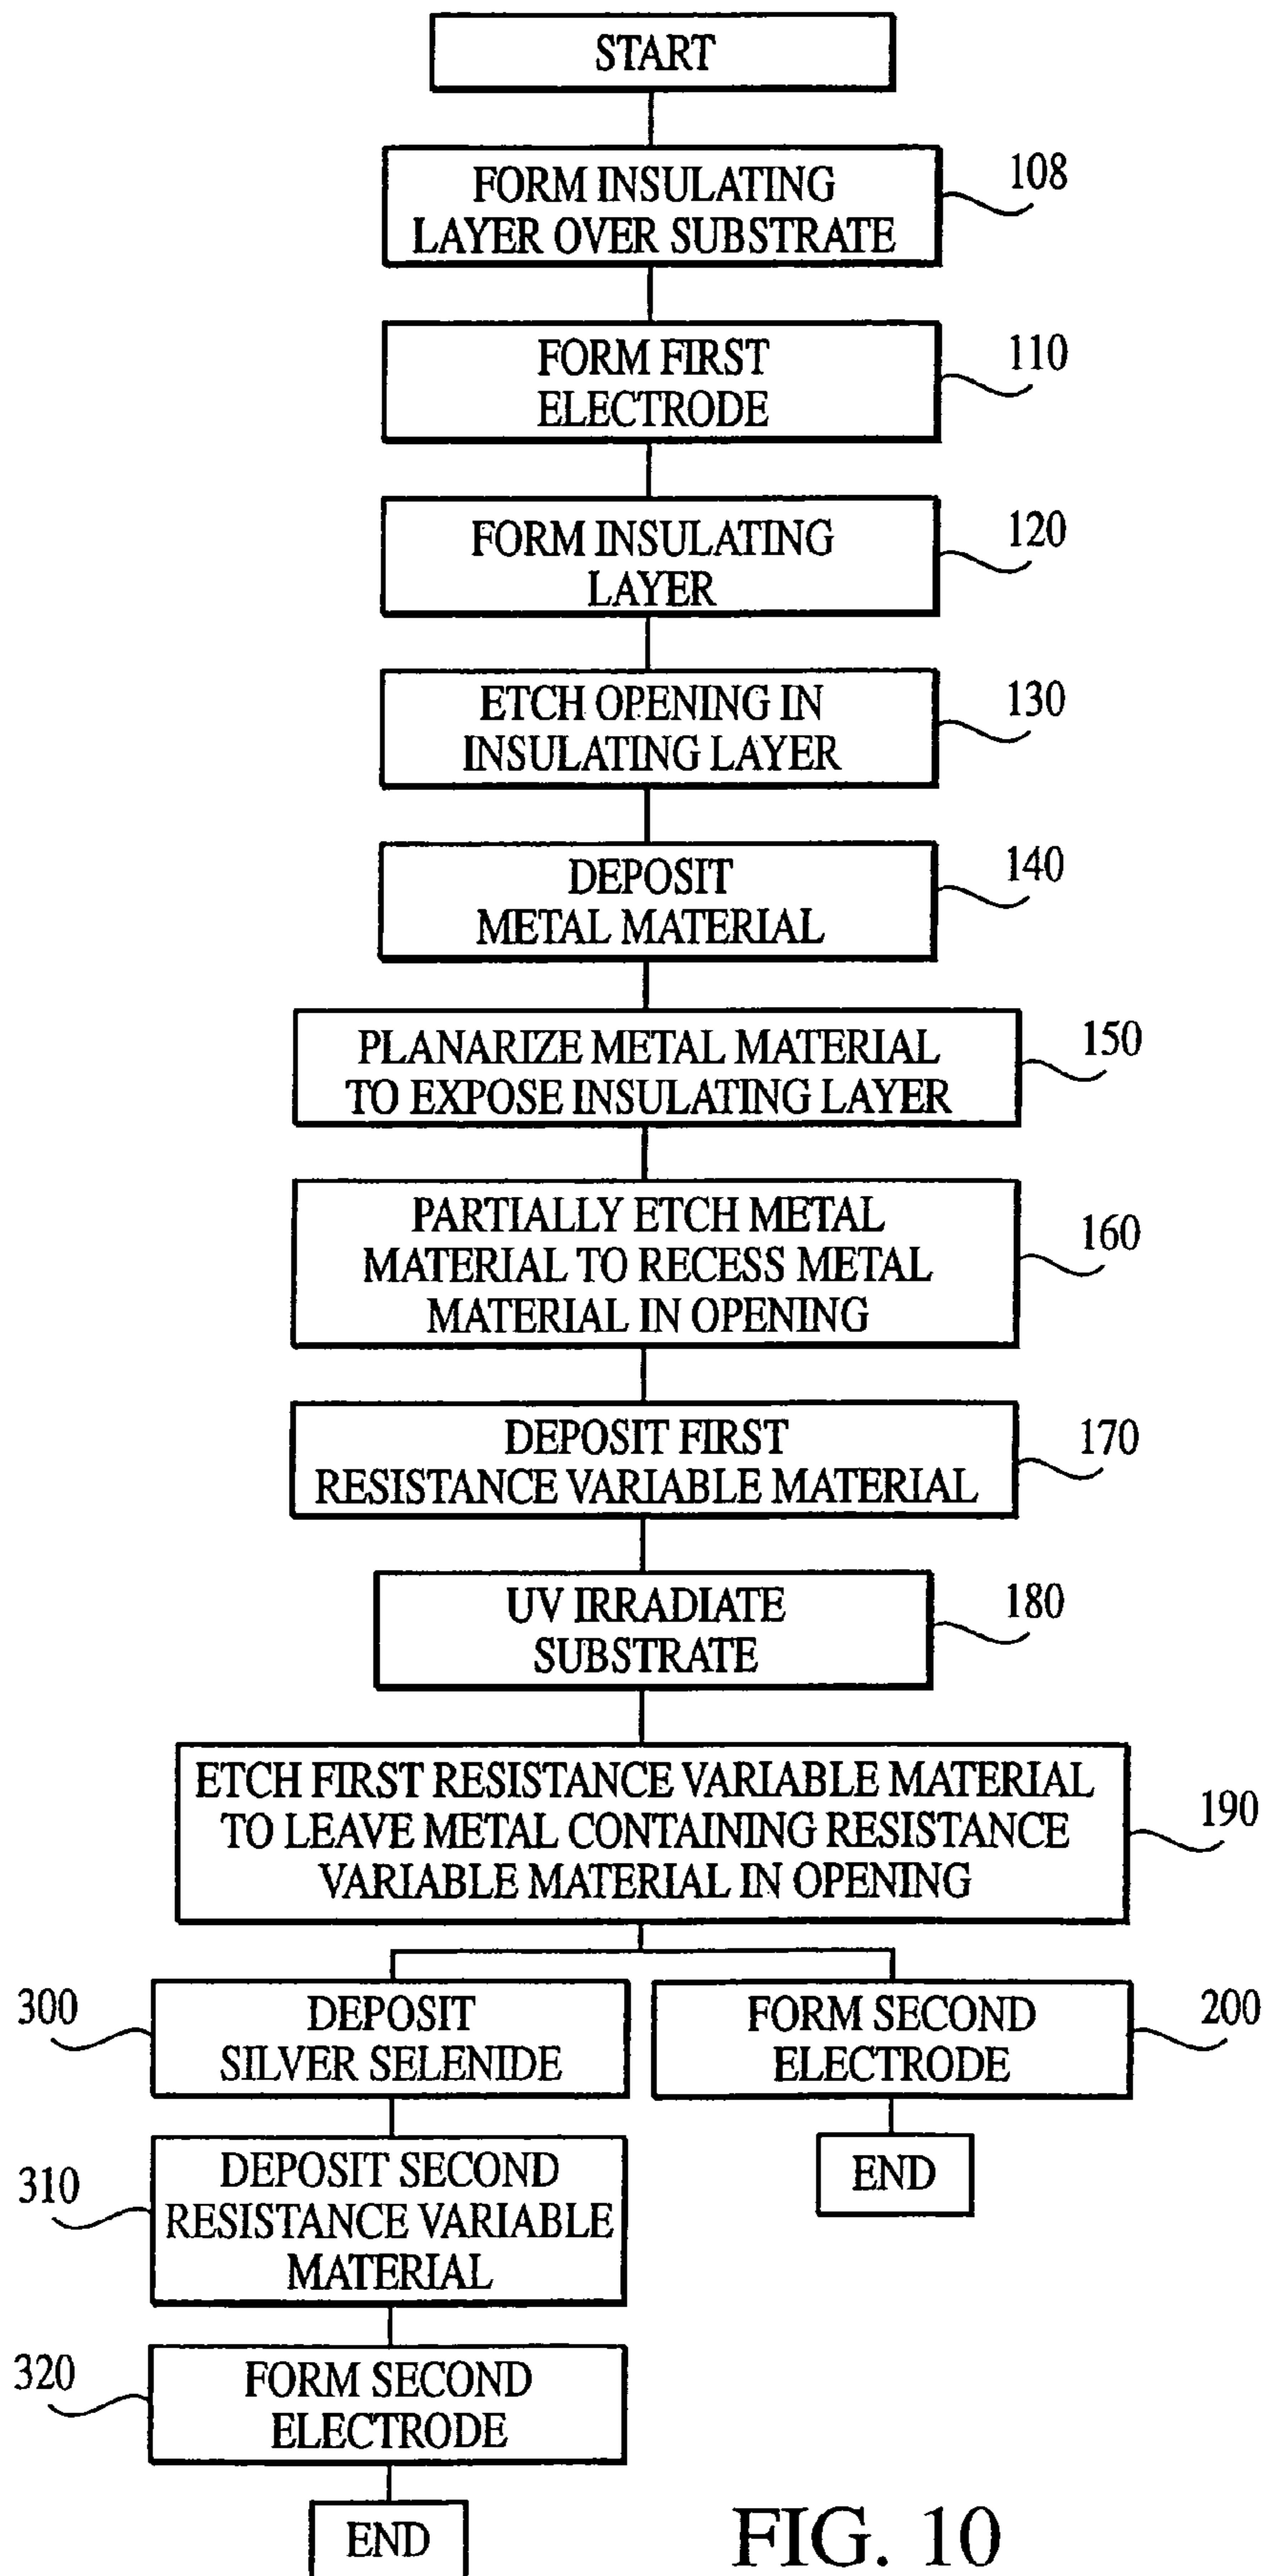 START
FORM INSULATING
LAYER OVER SUBSTRATE
108
FORM FIRST
ELECTRODE
110
FORM INSULATING
LAYER
120
ETCH OPENING IN
INSULATING LAYER
130
DEPOSIT
METAL MATERIAL
140
PLANARIZE METAL MATERIAL
TO EXPOSE INSULATING LAYER
150
PARTIALLY ETCH METAL
MATERIAL TO RECESS METAL
MATERIAL IN OPENING
160
DEPOSIT FIRST
RESISTANCE VARIABLE MATERIAL
170
UV IRRADIATE
SUBSTRATE
180
ETCH FIRST RESISTANCE VARIABLE MATERIAL
TO LEAVE METAL CONTAINING RESISTANCE
VARIABLE MATERIAL IN OPENING
190
300
DEPOSIT
SILVER SELENIDE
310
DEPOSIT SECOND
RESISTANCE VARIABLE
MATERIAL
320
FORM SECOND
ELECTRODE
END
FORM SECOND
ELECTRODE
200
END
FIG. 10